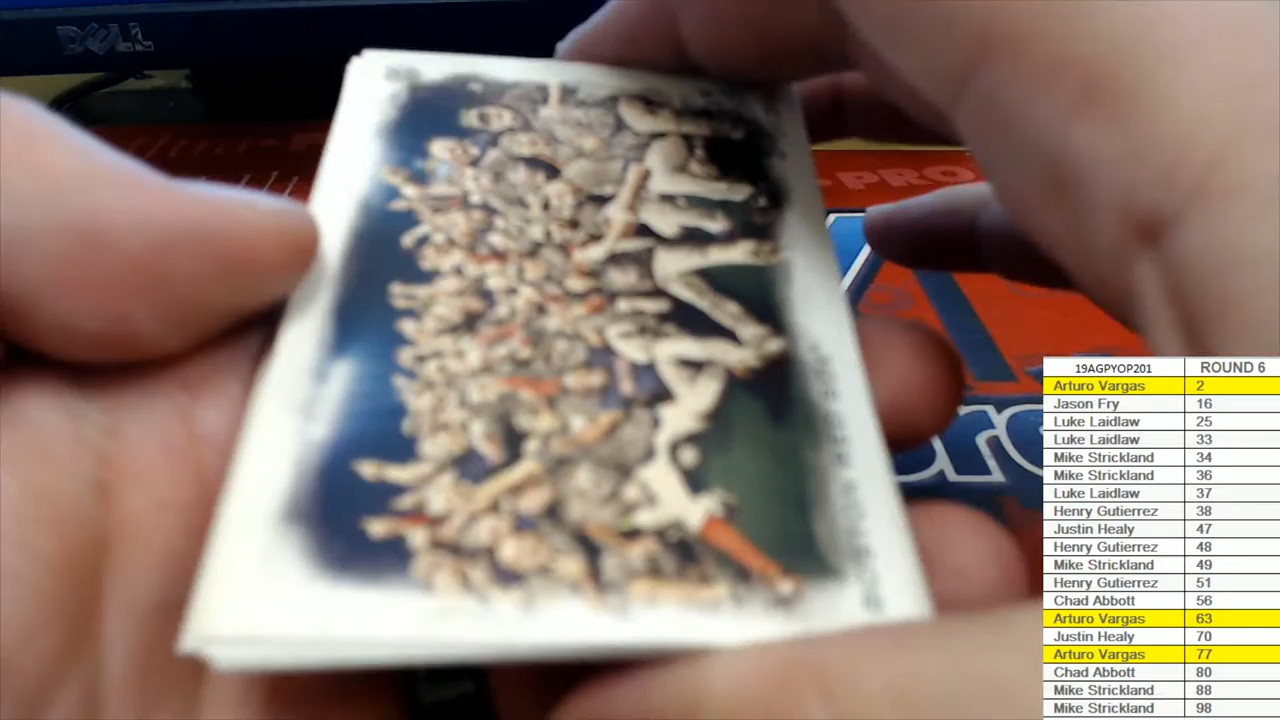 DELL
PRO
19AGPYOP201 ROUND 6
Arturo Vargas 2
Jason Fry 16
Luke Laidlaw 25
Luke Laidlaw 33
Mike Strickland 34
Mike Strickland 36
Luke Laidlaw 37
Henry Gutierrez 38
Justin Healy 47
Henry Gutierrez 48
Mike Strickland 49
Henry Gutierrez 51
Chad Abbott 56
Arturo Vargas 63
Justin Healy 70
Arturo Vargas 77
Chad Abbott 80
Mike Strickland 88
Mike Strickland 98